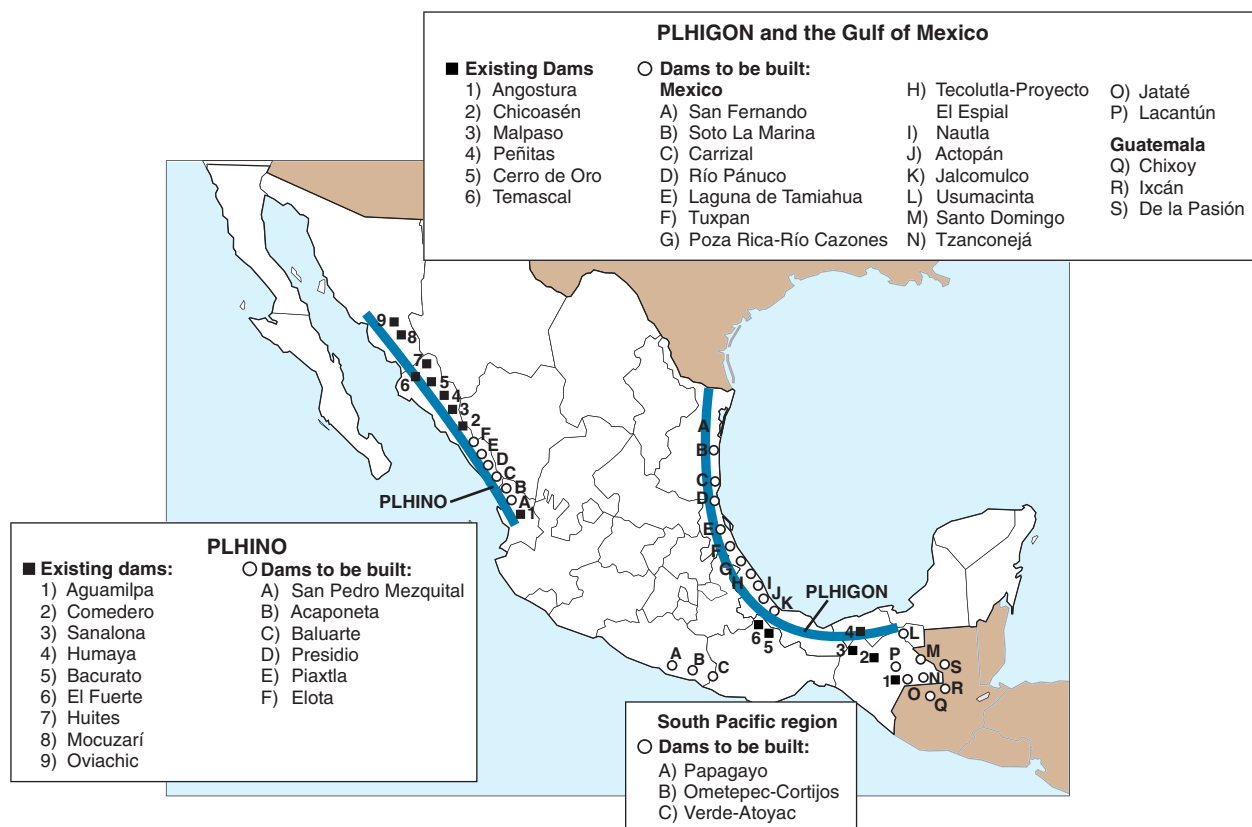 PLHIGON and the Gulf of Mexico
■ Existing Dams
1) Angostura
2) Chicoasén
3) Malpaso
4) Peñitas
5) Cerro de Oro
6) Temascal
○ Dams to be built:
Mexico
A) San Fernando
B) Soto La Marina
C) Carrizal
D) Río Pánuco
E) Laguna de Tamiahua
F) Tuxpan
G) Poza Rica-Río Cazones
H) Tecolutla-Proyecto
El Espial
I) Nautla
J) Actopán
K) Jalcomulco
L) Usumacinta
M) Santo Domingo
N) Tzanconejá
O) Jataté
P) Lacantún
Guatemala
Q) Chixoy
R) Ixcán
S) De la Pasión
9
8
7
6
5
4
3
2
F
E
D
C
B
A
1
PLHINO
A
B
C
D
E
F
G
H
I
J
K
PLHIGON
6
5
4
3
2
1
L
M
N
O
P
S
R
Q
A
B
C
PLHINO
■ Existing dams:
1) Aguamilpa
2) Comedero
3) Sanalona
4) Humaya
5) Bacurato
6) El Fuerte
7) Huites
8) Mocuzarí
9) Oviachic
○ Dams to be built:
A) San Pedro Mezquital
B) Acaponeta
C) Baluarte
D) Presidio
E) Piaxtla
F) Elota
South Pacific region
○ Dams to be built:
A) Papagayo
B) Ometepec-Cortijos
C) Verde-Atoyac